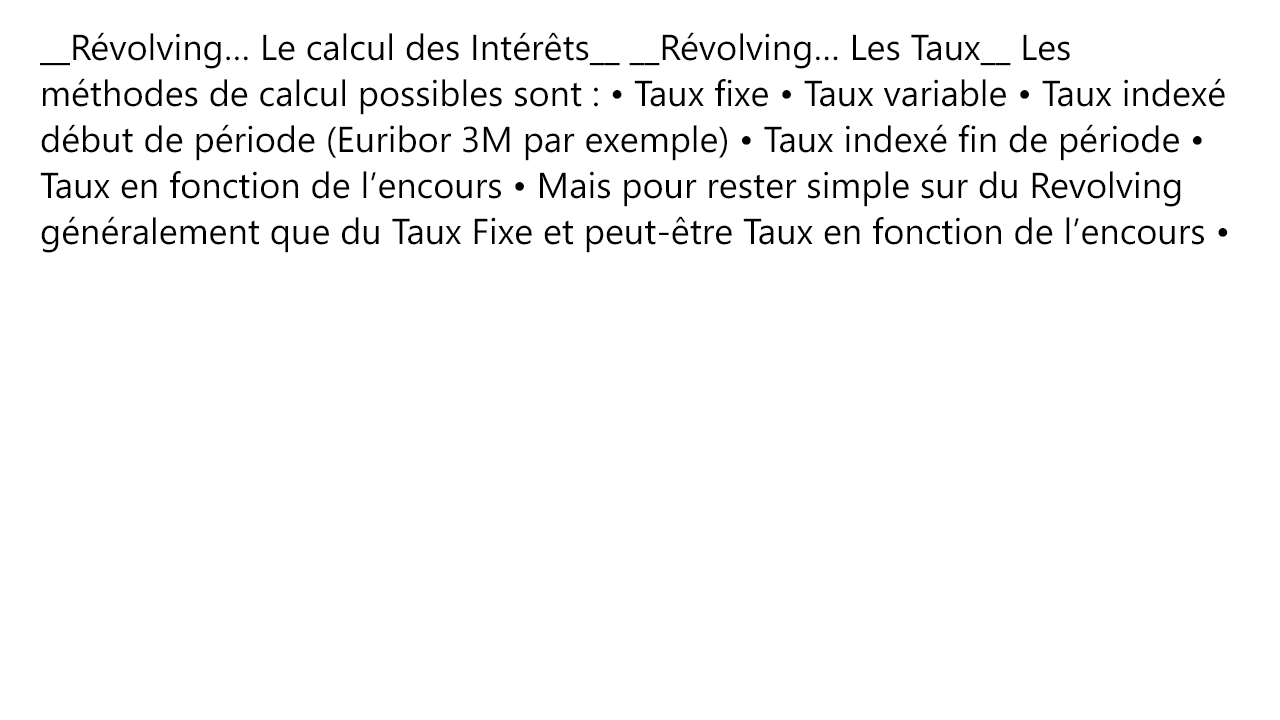 __Révolving... Le calcul des Intérêts__ __Révolving... Les Taux__ Les
méthodes de calcul possibles sont : • Taux fixe • Taux variable • Taux indexé
début de période (Euribor 3M par exemple) • Taux indexé fin de période •
Taux en fonction de l’encours • Mais pour rester simple sur du Revolving
généralement que du Taux Fixe et peut-être Taux en fonction de l’encours •